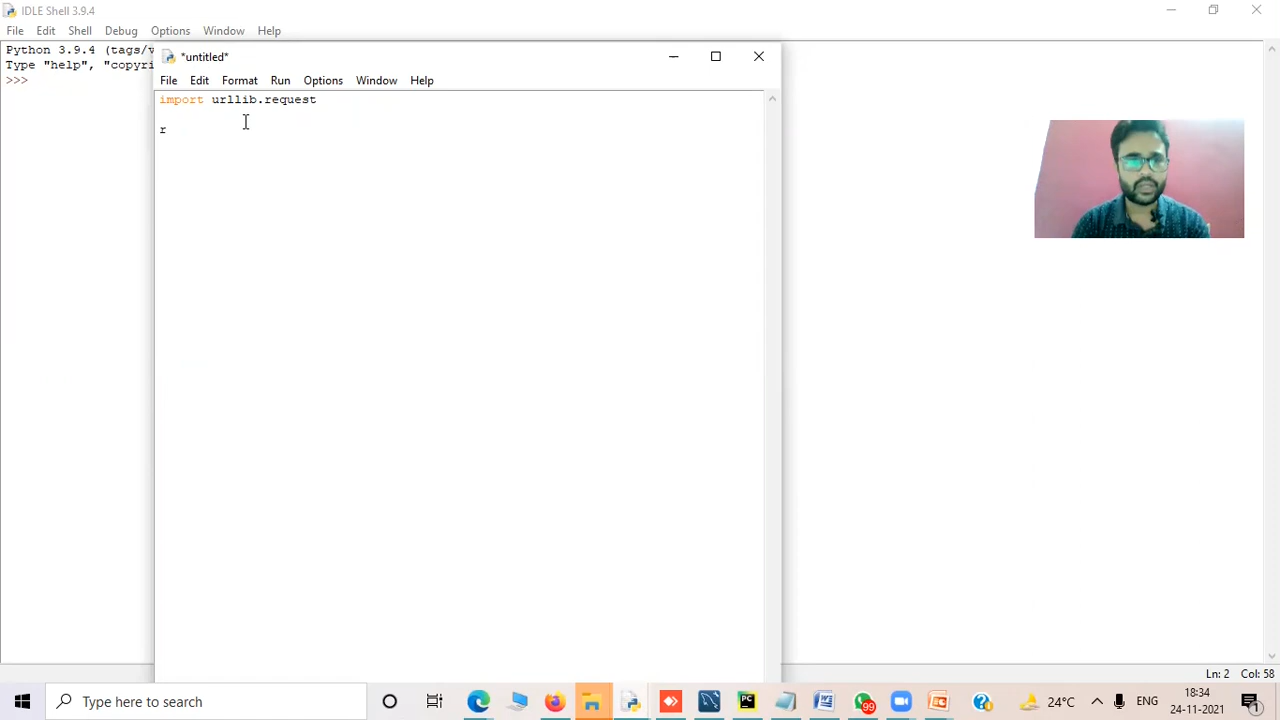 IDLE Shell 3.9.4
File Edit Shell Debug Options Window Help
Python 3.9.4 (tags/v
Type "help", "copyri
>>>
*untitled*
File Edit Format Run Options Window Help
import urllib.request
r
Ln: 2 Col: 58
Type here to search
99
24°C
ENG
18:34
24-11-2021
1